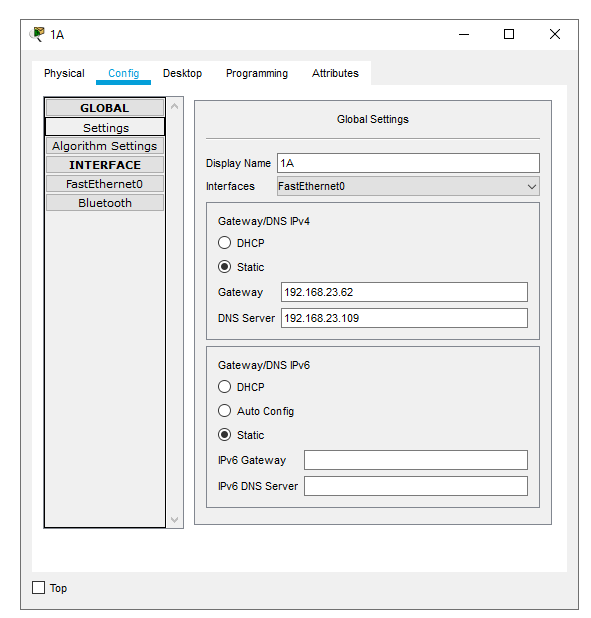 1A
Physical Config Desktop Programming Attributes
GLOBAL
Settings
Algorithm Settings
INTERFACE
FastEthernet0
Bluetooth
Global Settings
Display Name 1A
Interfaces FastEthernet0
Gateway/DNS IPv4
DHCP
Static
Gateway 192.168.23.62
DNS Server 192.168.23.109
Gateway/DNS IPv6
DHCP
Auto Config
Static
IPv6 Gateway
IPv6 DNS Server
Top